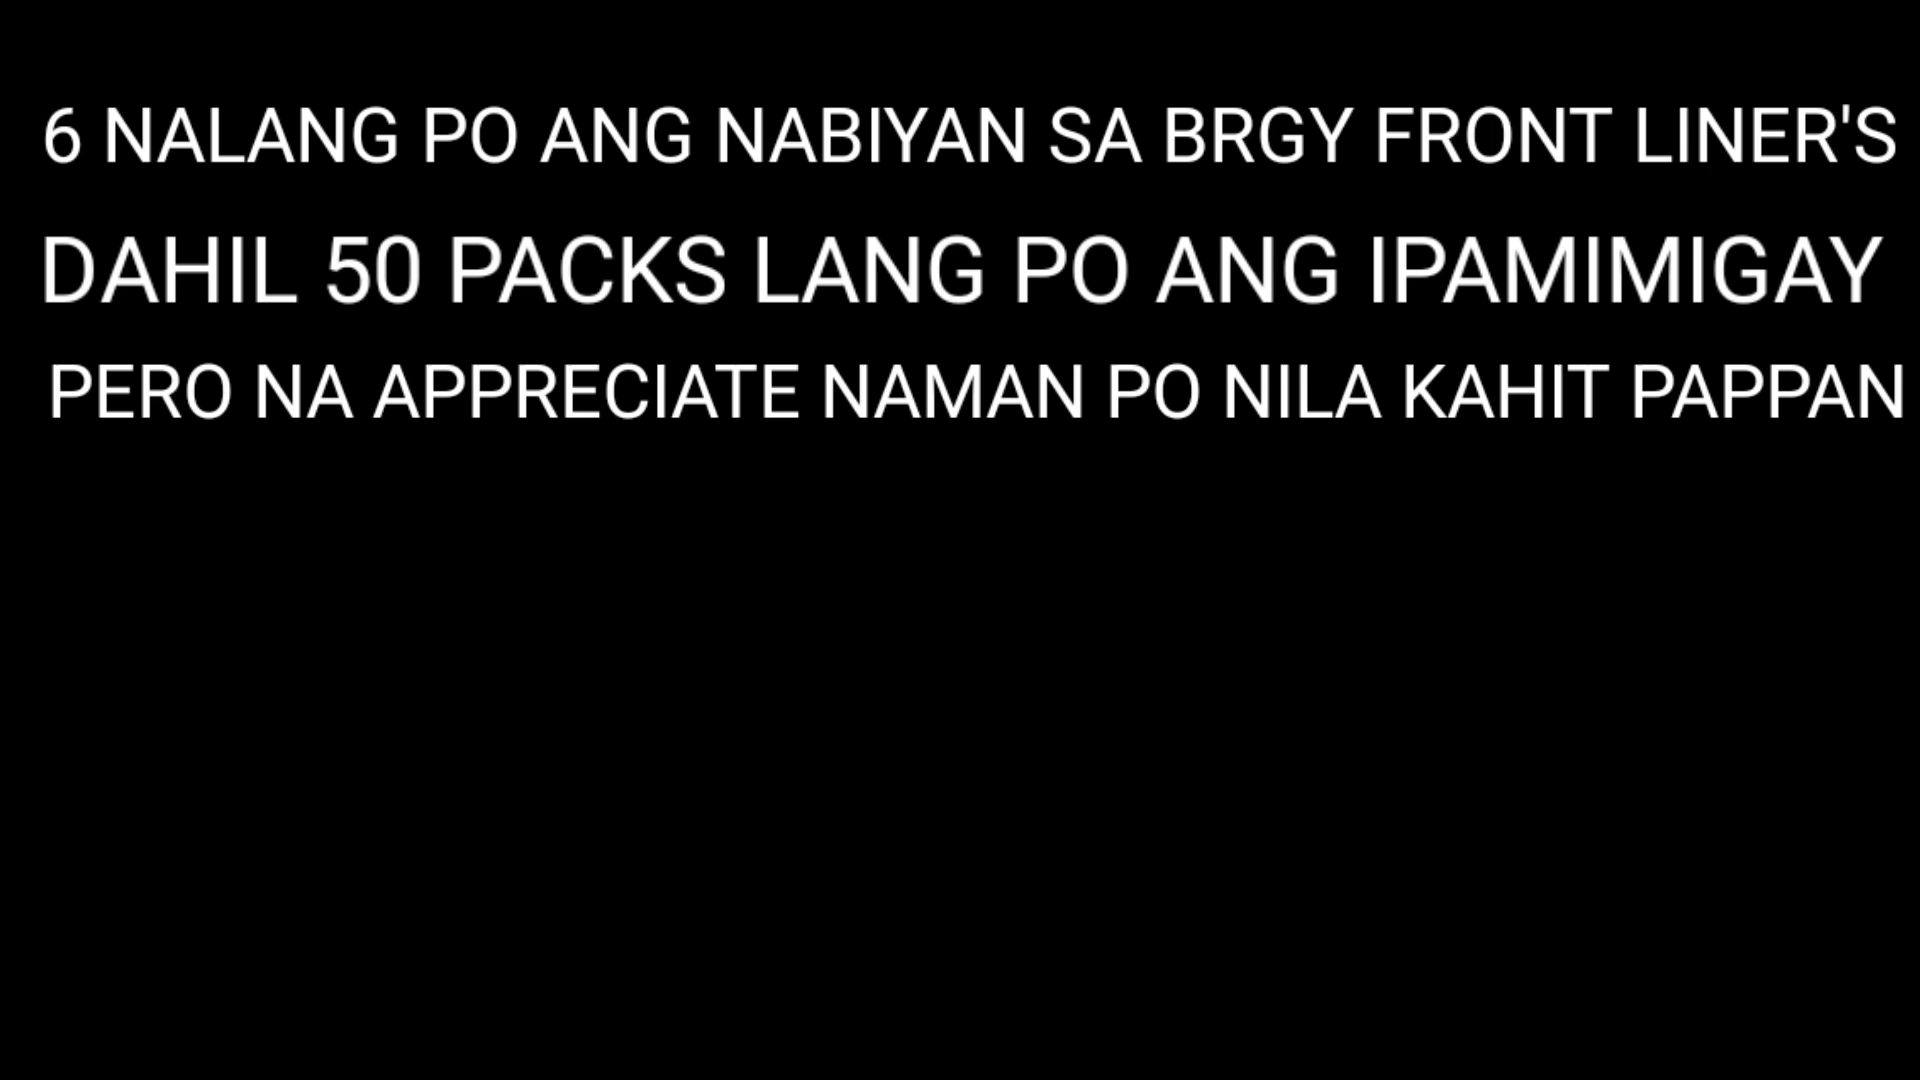 6 NALANG PO ANG NABIYAN SA BRGY FRONT LINER'S
DAHIL 50 PACKS LANG PO ANG IPAMIMIGAY
PERO NA APPRECIATE NAMAN PO NILA KAHIT PAPPAN